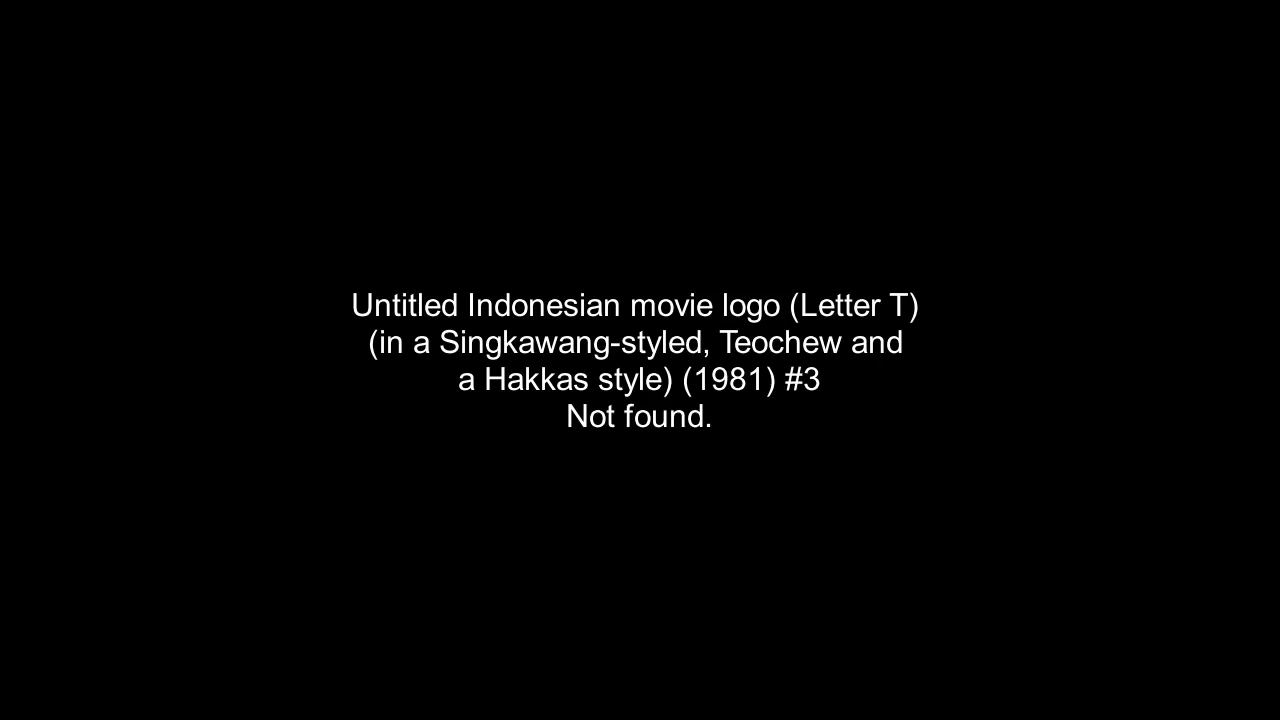 Untitled Indonesian movie logo (Letter T)
(in a Singkawang-styled, Teochew and
a Hakkas style) (1981) #3
Not found.